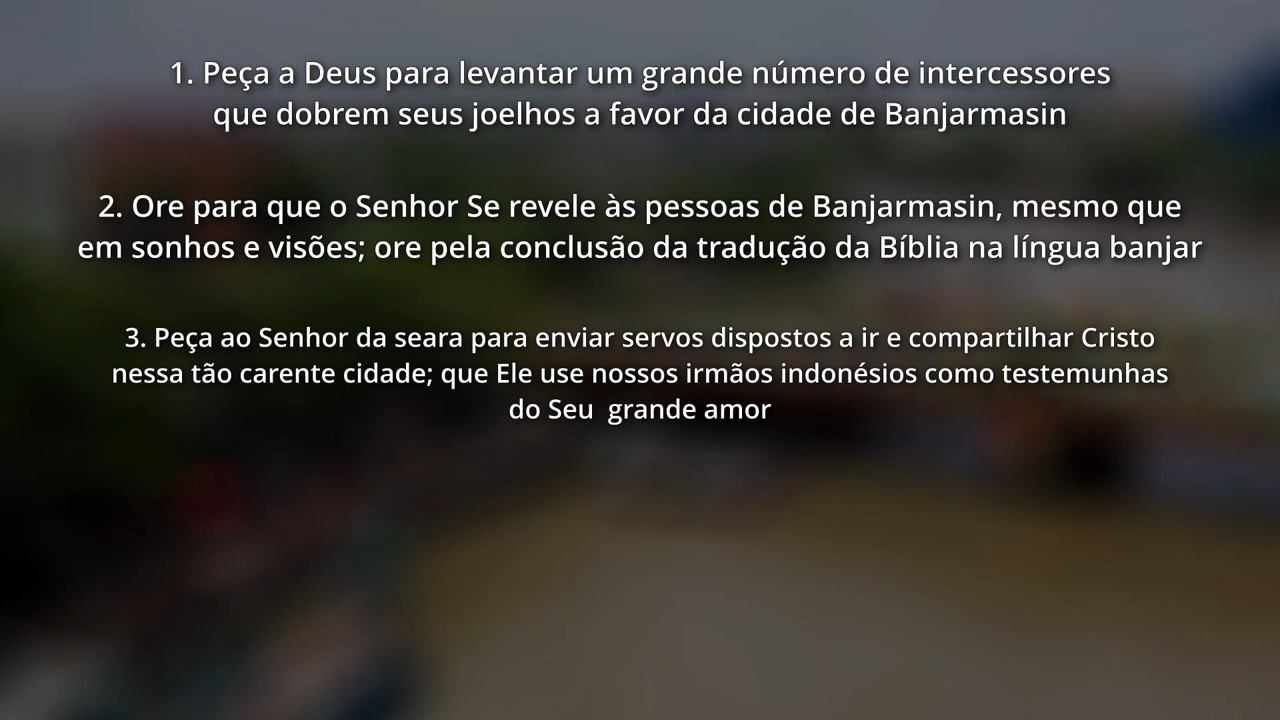 1. Peça a Deus para levantar um grande número de intercessores
que dobrem seus joelhos a favor da cidade de Banjarmasin
2. Ore para que o Senhor Se revele às pessoas de Banjarmasin, mesmo que
em sonhos e visões; ore pela conclusão da tradução da Bíblia na língua banjar
3. Peça ao Senhor da seara para enviar servos dispostos a ir e compartilhar Cristo
nessa tão carente cidade; que Ele use nossos irmãos indonésios como testemunhas
do Seu  grande amor